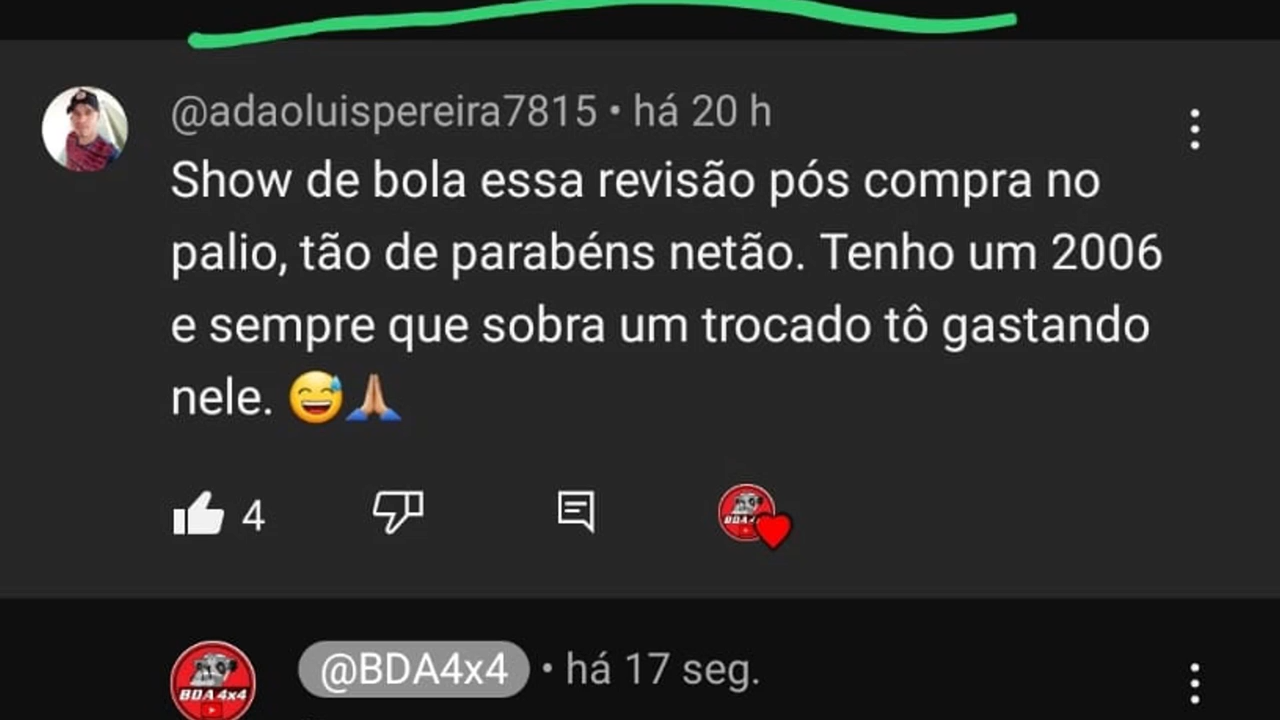 @adaoluispereira7815 • há 20 h
Show de bola essa revisão pós compra no
palio, tão de parabéns netão. Tenho um 2006
e sempre que sobra um trocado tô gastando
nele. 😅🙏🏼
4
BDA4x4
@BDA4x4 • há 17 seg.